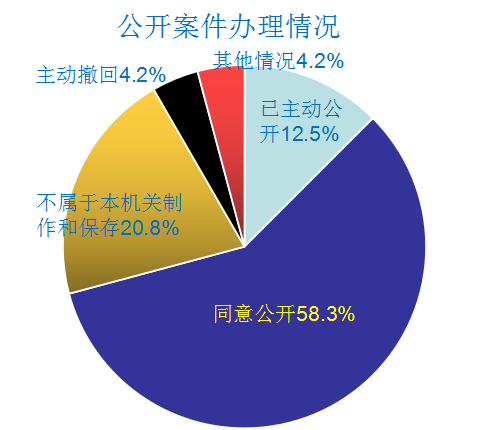 公开案件办理情况
其他情况4.2%
主动撤回4.2%
已主动公
开12.5%
不属于本机关制
作和保存20.8%
同意公开58.3%